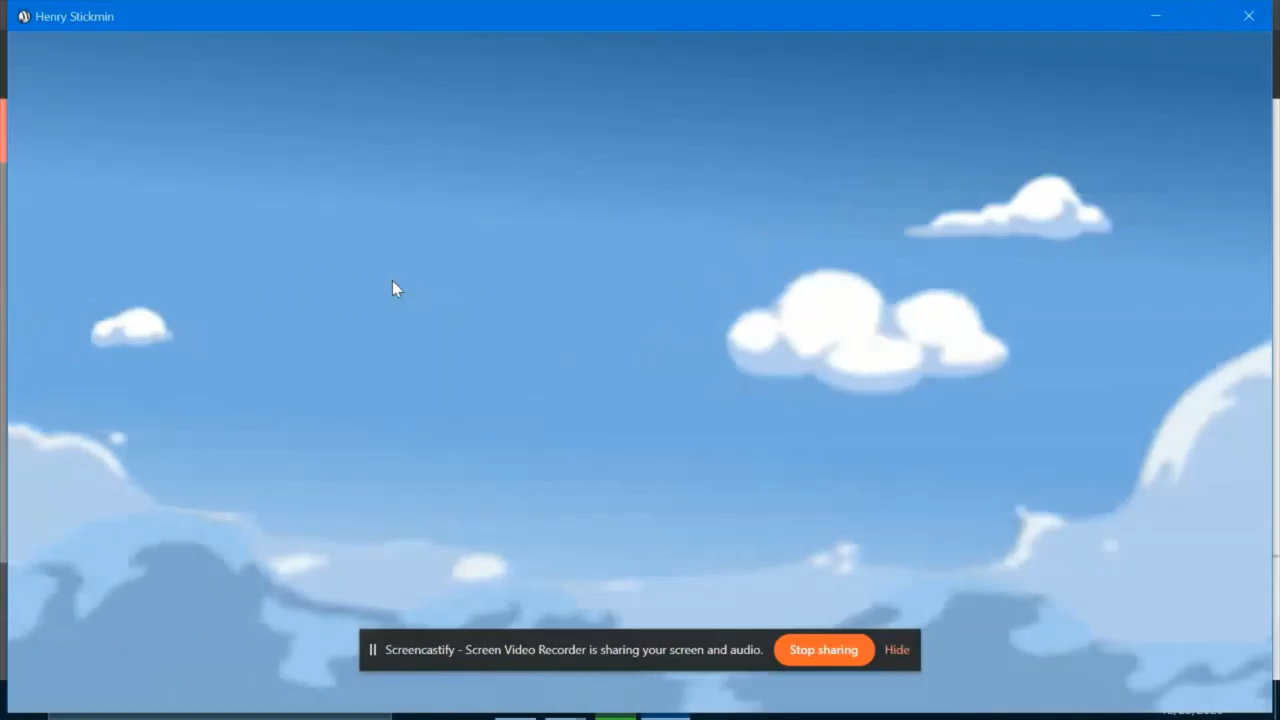 Henry Stickmin
Screencastify - Screen Video Recorder is sharing your screen and audio.
Stop sharing
Hide